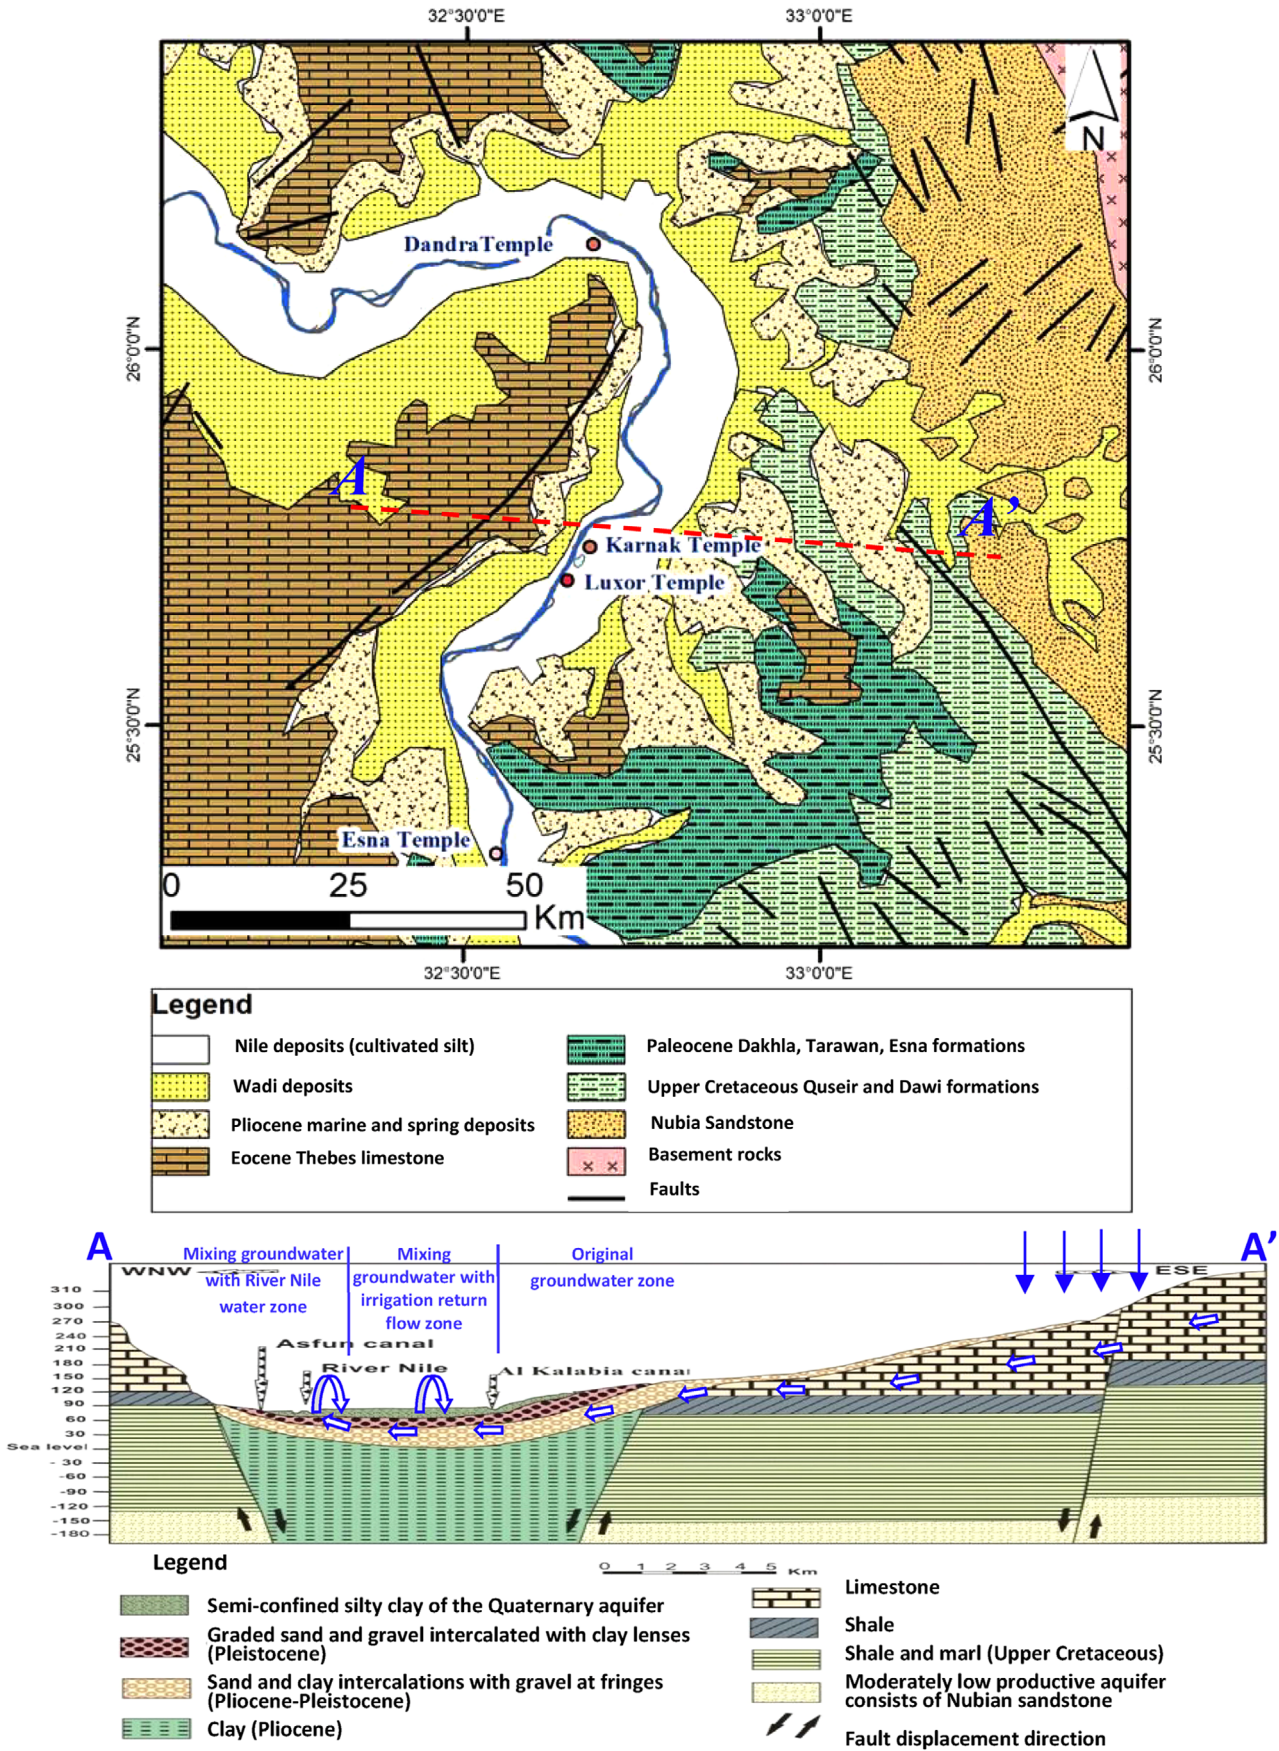 32°30'0"E
33°0'0"E
N
Dandra Temple
26°0'0"N
26°0'0"N
A
A'
Karnak Temple
Luxor Temple
25°30'0"N
25°30'0"N
Esna Temple
0 25 50
Km
32°30'0"E
33°0'0"E
Legend
Nile deposits (cultivated silt)
Wadi deposits
Pliocene marine and spring deposits
Eocene Thebes limestone
Paleocene Dakhla, Tarawan, Esna formations
Upper Cretaceous Quseir and Dawi formations
Nubia Sandstone
Basement rocks
Faults
A
A'
Mixing groundwater
with River Nile
water zone
Mixing
groundwater with
irrigation return
flow zone
Original
groundwater zone
WNW
ESE
Asfun canal
River Nile
Al Kalabia canal
310
300
270
240
210
180
150
120
90
60
30
Sea level
- 30
-60
-90
-120
-150
-180
Legend
0 1 2 3 4 5 Km
Semi-confined silty clay of the Quaternary aquifer
Graded sand and gravel intercalated with clay lenses
(Pleistocene)
Sand and clay intercalations with gravel at fringes
(Pliocene-Pleistocene)
Clay (Pliocene)
Limestone
Shale
Shale and marl (Upper Cretaceous)
Moderately low productive aquifer
consists of Nubian sandstone
Fault displacement direction